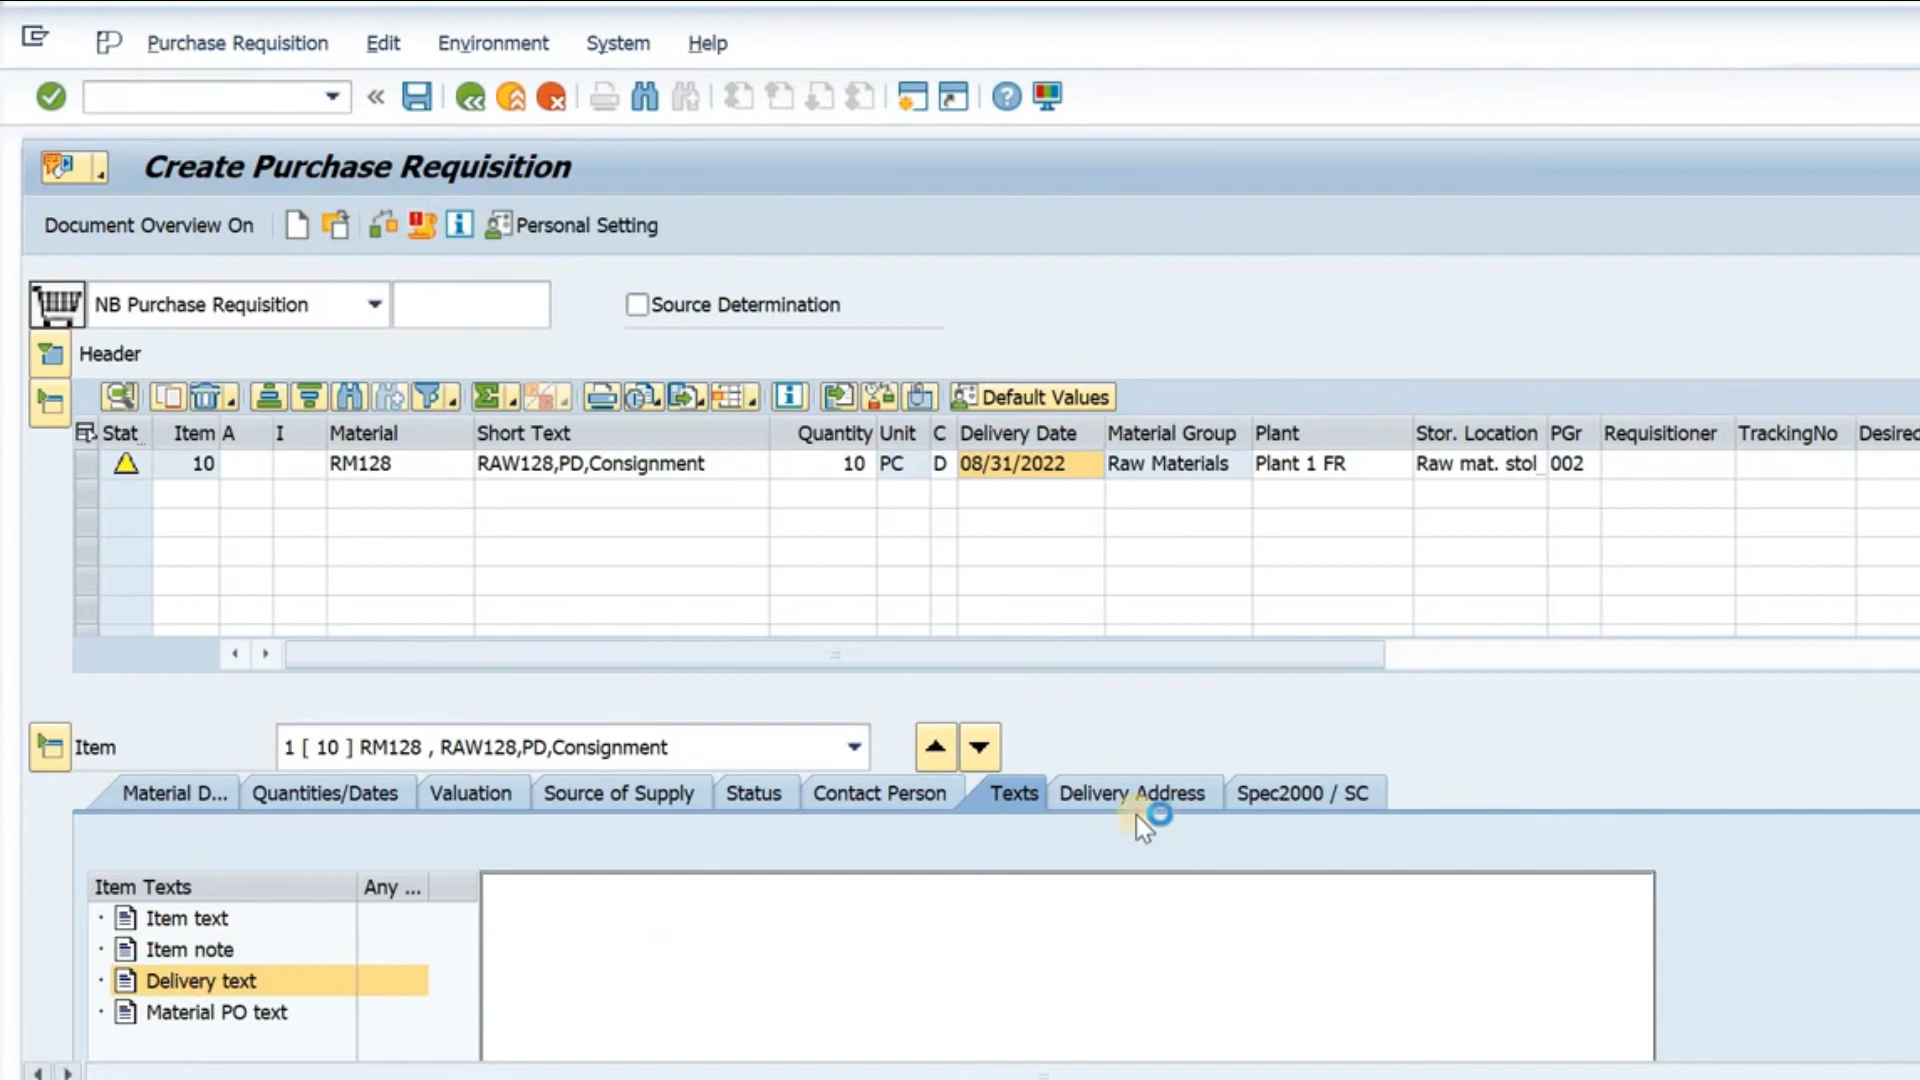 Purchase Requisition Edit Environment System Help
Create Purchase Requisition
Document Overview On Personal Setting
NB Purchase Requisition Source Determination
Header
Default Values
Stat Item A I Material Short Text Quantity Unit C Delivery Date Material Group Plant Stor. Location PGr Requisitioner TrackingNo Desired
10 RM128 RAW128,PD,Consignment 10 PC D 08/31/2022 Raw Materials Plant 1 FR Raw mat. stol 002
Item 1 [ 10 ] RM128 , RAW128,PD,Consignment
Material D... Quantities/Dates Valuation Source of Supply Status Contact Person Texts Delivery Address Spec2000 / SC
Item Texts Any ...
Item text
Item note
Delivery text
Material PO text